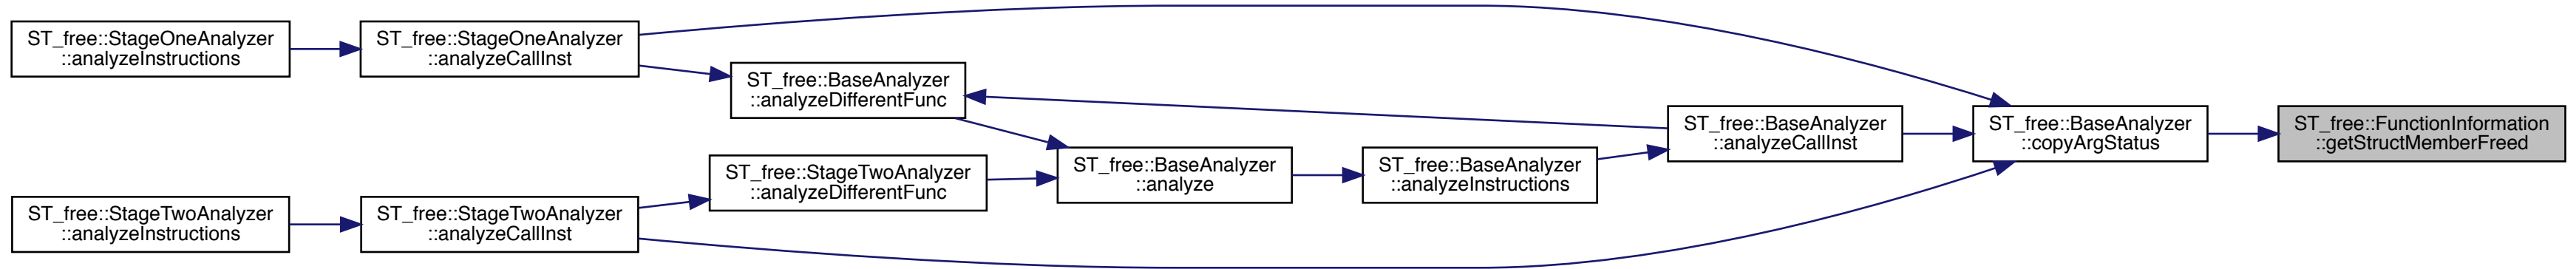 ST_free::StageOneAnalyzer
::analyzeInstructions
ST_free::StageOneAnalyzer
::analyzeCallInst
ST_free::BaseAnalyzer
::analyzeDifferentFunc
ST_free::BaseAnalyzer
::analyzeCallInst
ST_free::BaseAnalyzer
::copyArgStatus
ST_free::FunctionInformation
::getStructMemberFreed
ST_free::StageTwoAnalyzer
::analyzeDifferentFunc
ST_free::BaseAnalyzer
::analyze
ST_free::BaseAnalyzer
::analyzeInstructions
ST_free::StageTwoAnalyzer
::analyzeInstructions
ST_free::StageTwoAnalyzer
::analyzeCallInst